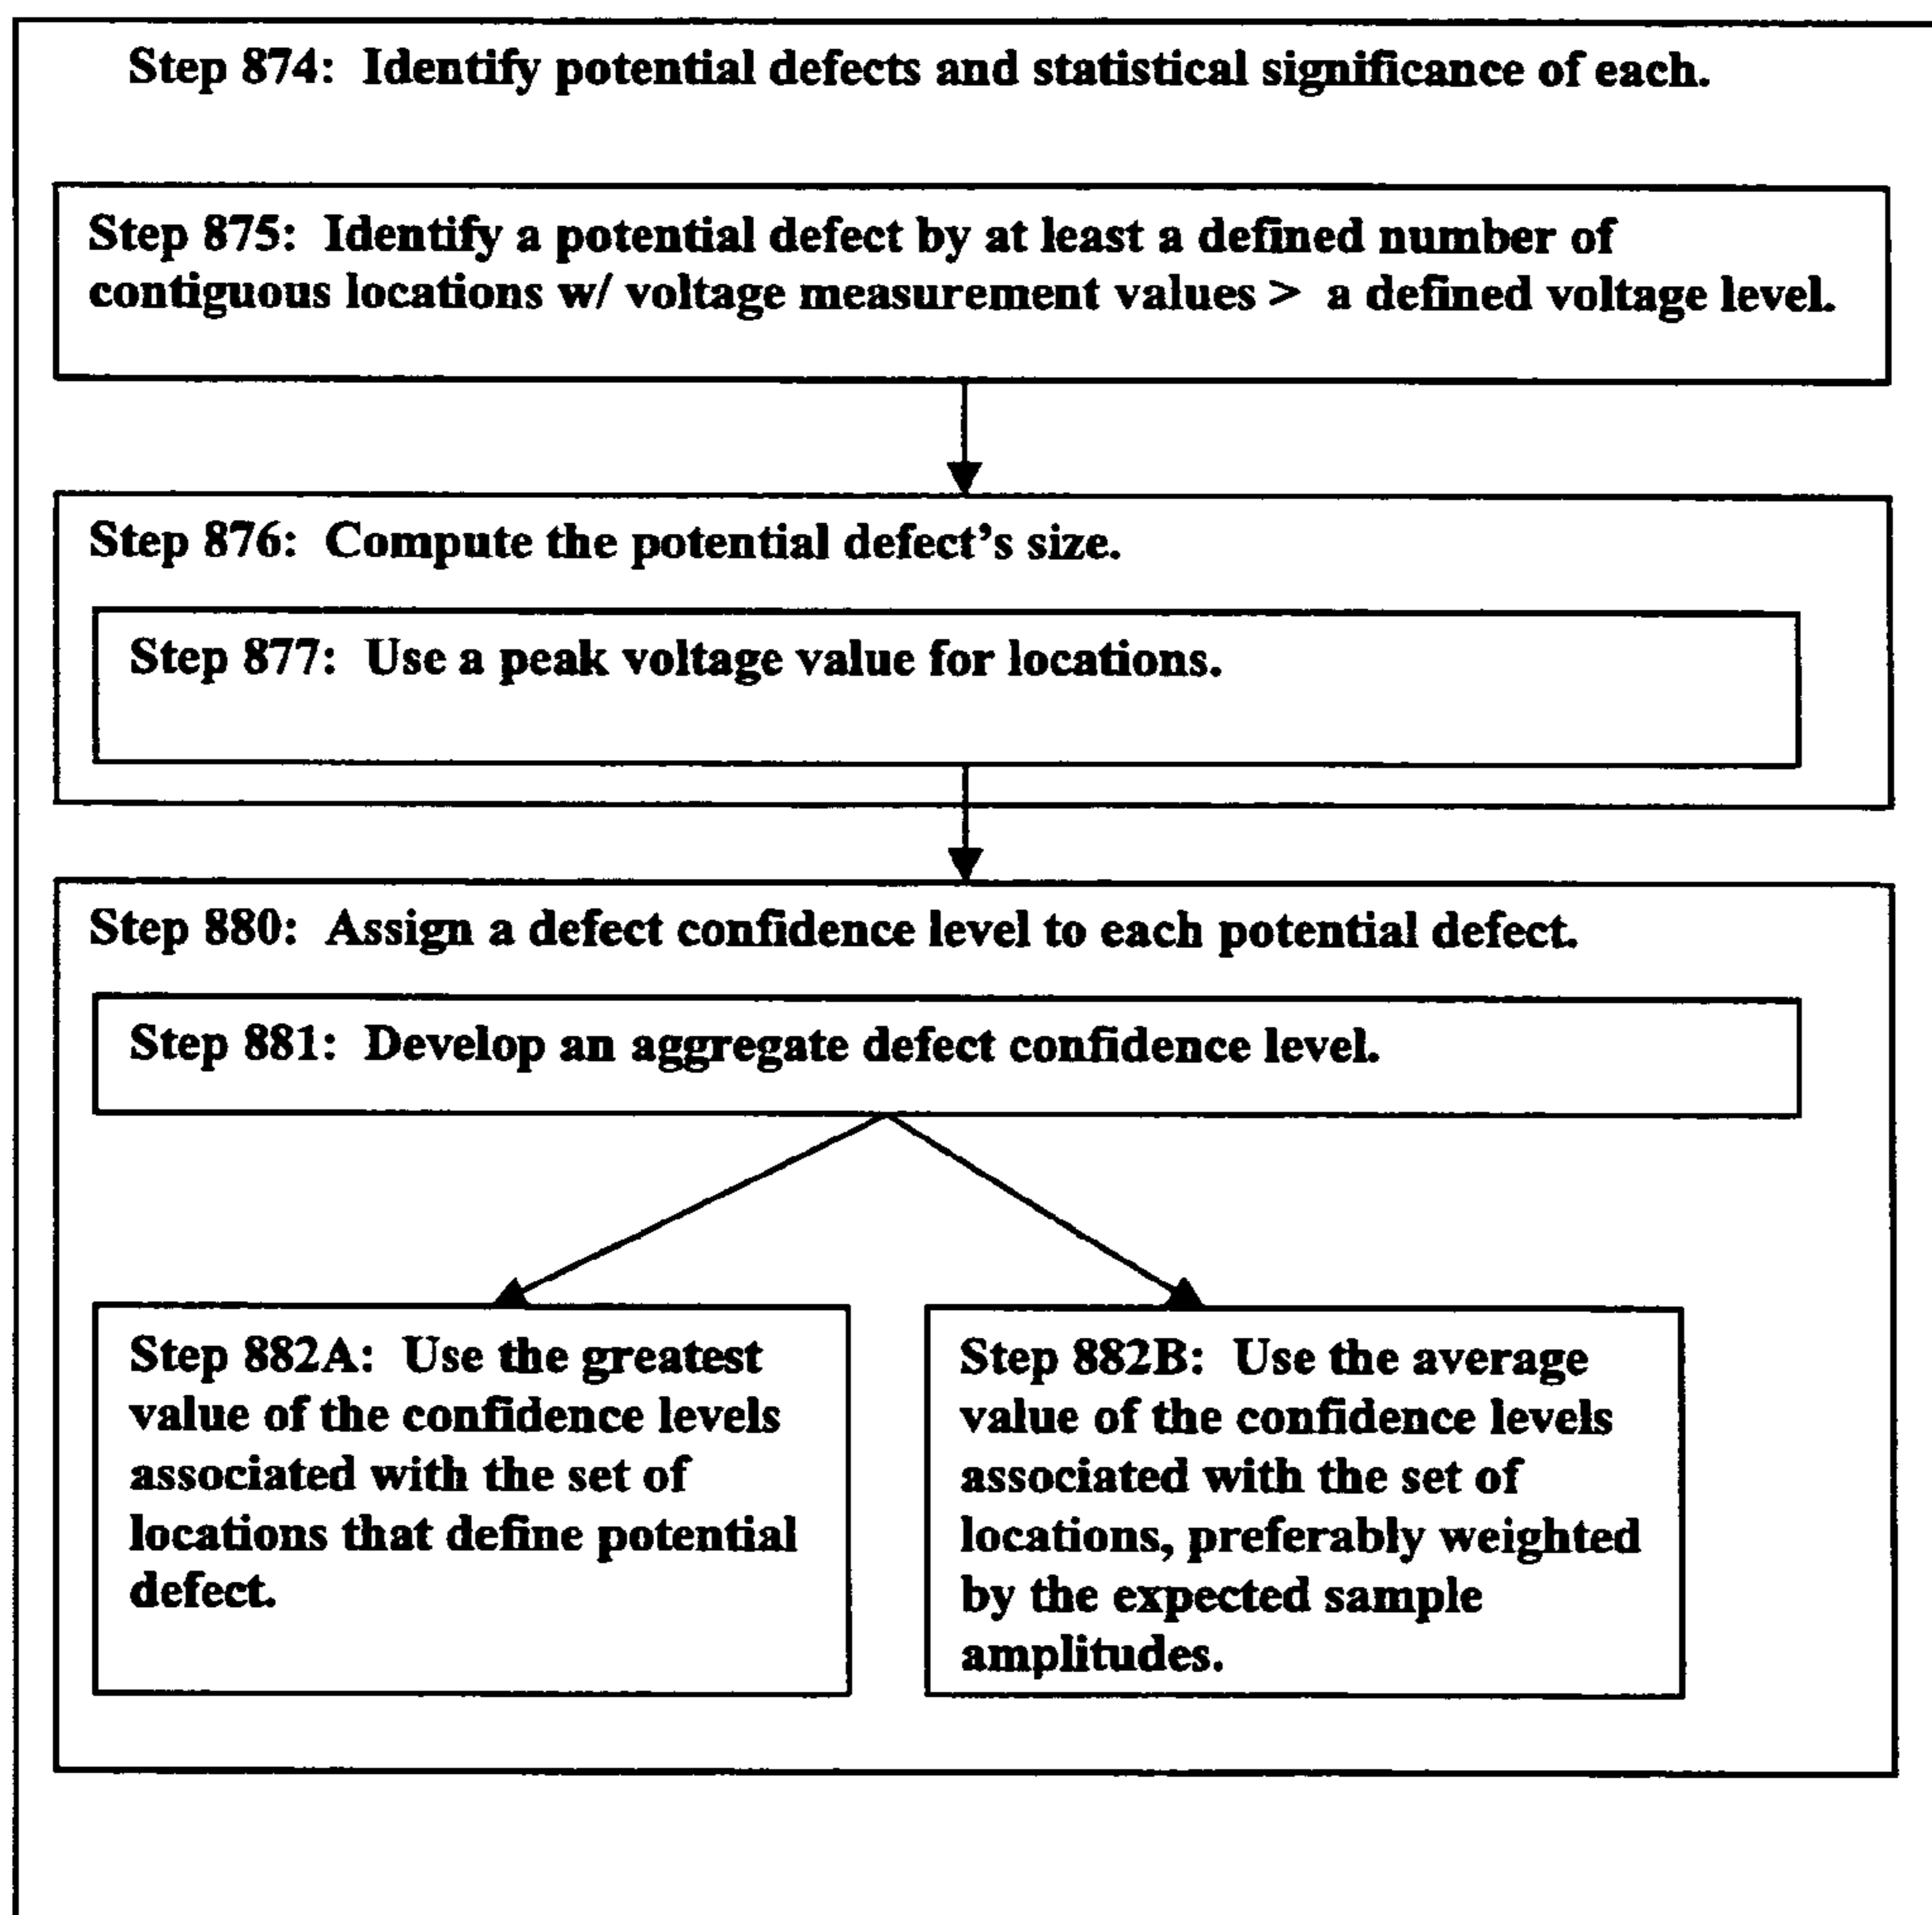 Step 874: Identify potential defects and statistical significance of each.
Step 875: Identify a potential defect by at least a defined number of
contiguous locations w/ voltage measurement values > a defined voltage level.
Step 876: Compute the potential defect's size.
Step 877: Use a peak voltage value for locations.
Step 880: Assign a defect confidence level to each potential defect.
Step 881: Develop an aggregate defect confidence level.
Step 882A: Use the greatest
value of the confidence levels
associated with the set of
locations that define potential
defect.
Step 882B: Use the average
value of the confidence levels
associated with the set of
locations, preferably weighted
by the expected sample
amplitudes.